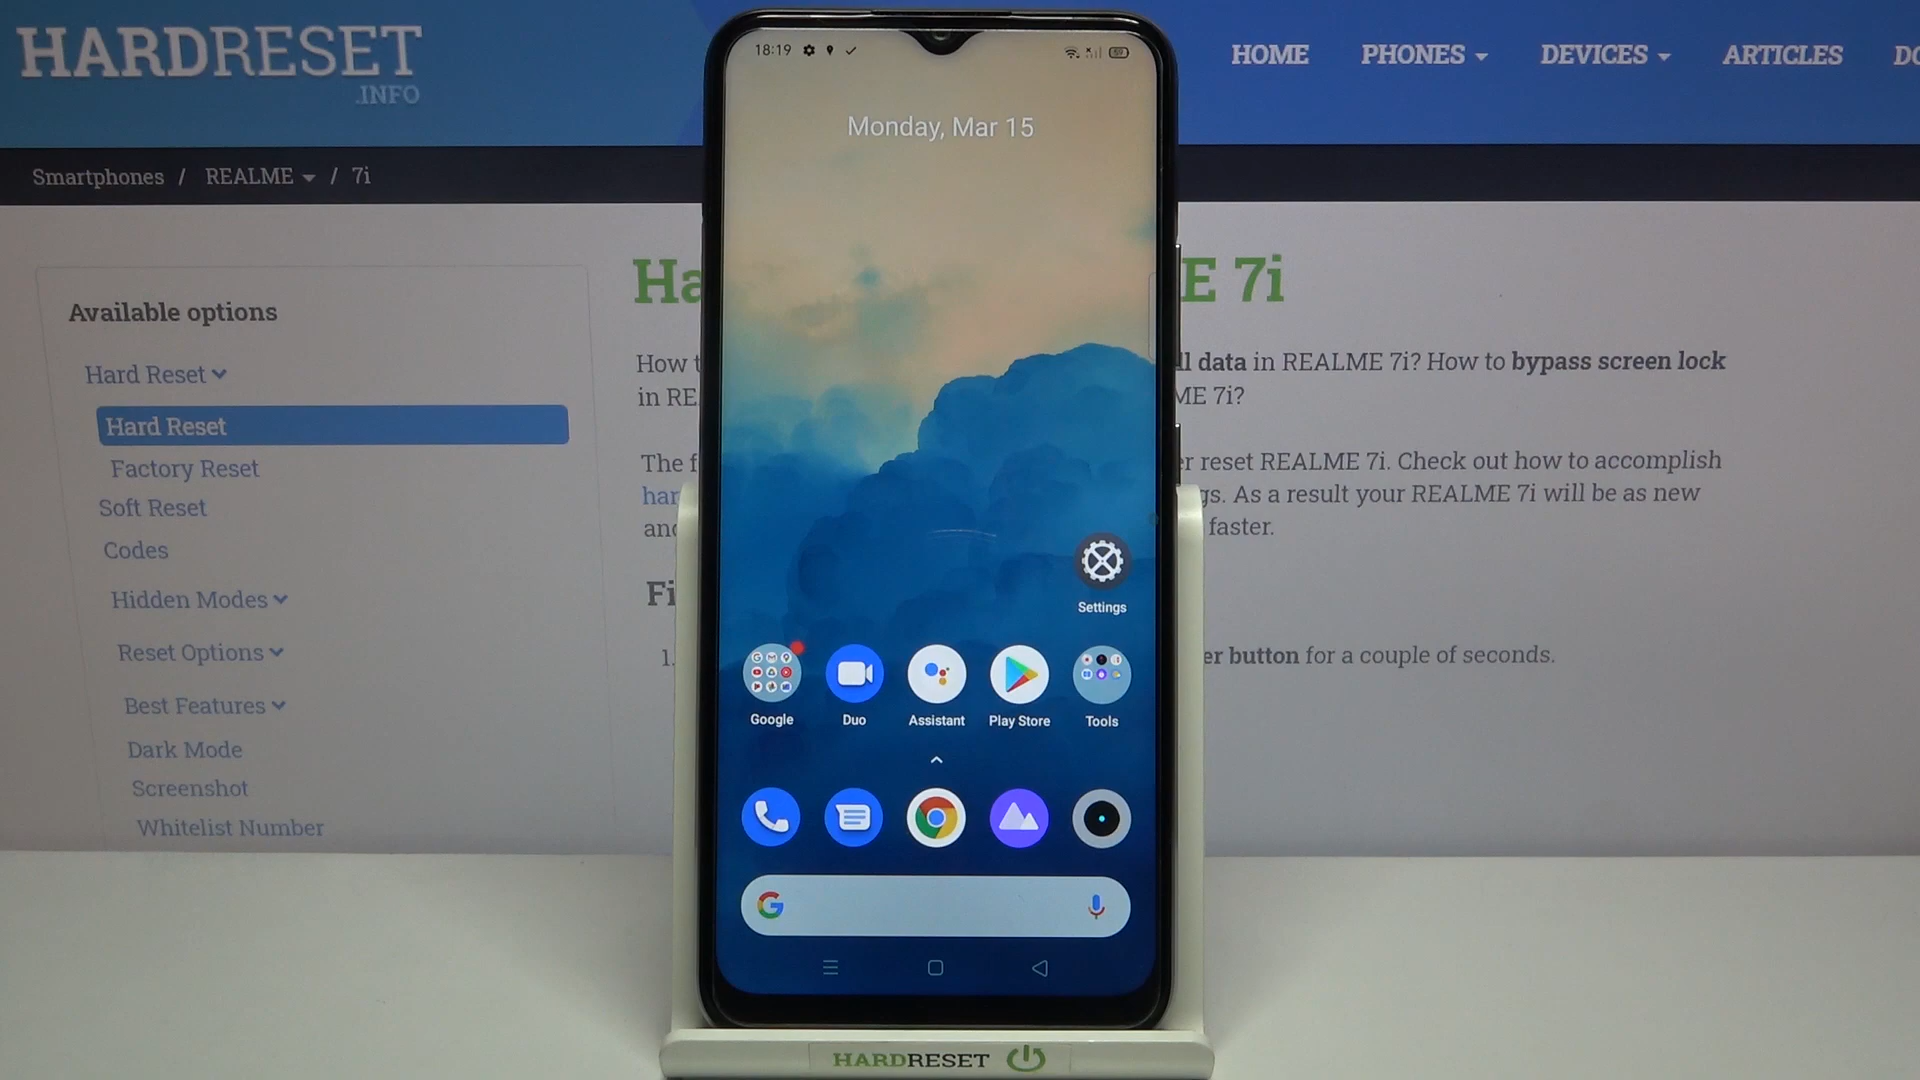 HARDRESET
.INFO
HOME PHONES DEVICES ARTICLES
Smartphones / REALME / 7i
Available options
Hard Reset
Hard Reset
Factory Reset
Soft Reset
Codes
Hidden Modes
Reset Options
Best Features
Dark Mode
Screenshot
Whitelist Number
E 7i
How
data in REALME 7i? How to bypass screen lock
in
7i?
The
reset REALME 7i. Check out how to accomplish
As a result your REALME 7i will be as new
faster.
1.
button for a couple of seconds.
18:19
Monday, Mar 15
Settings
Google Duo Assistant Play Store Tools
G
HARDRESET